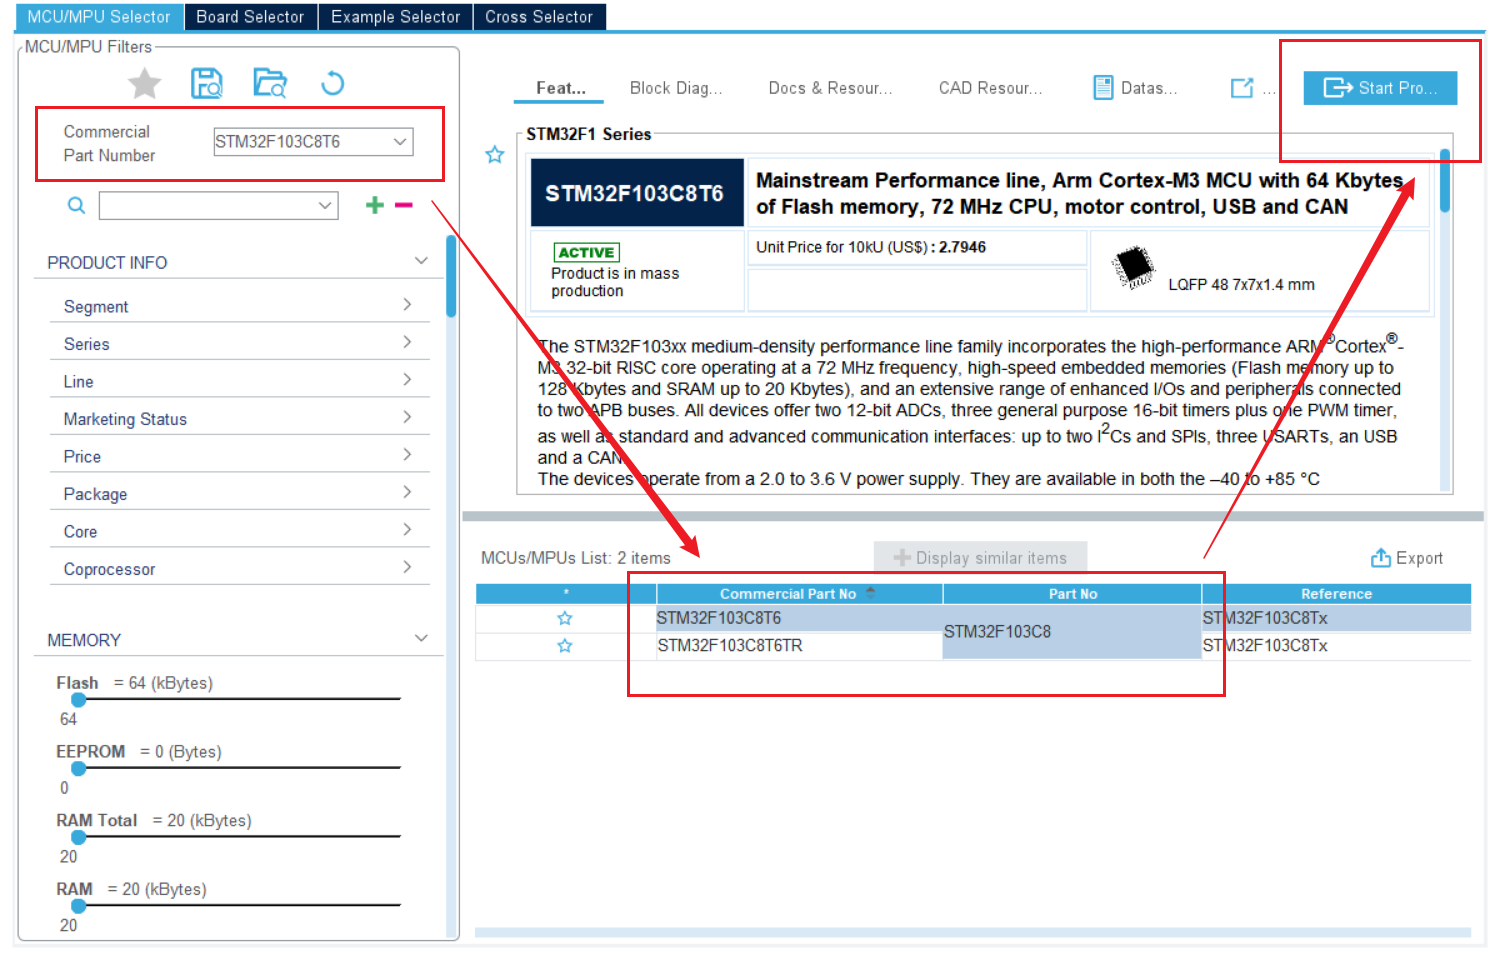 MCU/MPU Selector Board Selector Example Selector Cross Selector
MCU/MPU Filters
Commercial
Part Number
STM32F103C8T6
PRODUCT INFO
Segment
Series
Line
Marketing Status
Price
Package
Core
Coprocessor
MEMORY
Flash = 64 (kBytes)
64
EEPROM = 0 (Bytes)
0
RAM Total = 20 (kBytes)
20
RAM = 20 (kBytes)
20
Feat... Block Diag... Docs & Resour... CAD Resour... Datas... ... Start Pro...
STM32F1 Series
STM32F103C8T6
Mainstream Performance line, Arm Cortex-M3 MCU with 64 Kbytes
of Flash memory, 72 MHz CPU, motor control, USB and CAN
ACTIVE
Product is in mass
production
Unit Price for 10kU (US$) : 2.7946
LQFP 48 7x7x1.4 mm
The STM32F103xx medium-density performance line family incorporates the high-performance ARM®Cortex®-
M3 32-bit RISC core operating at a 72 MHz frequency, high-speed embedded memories (Flash memory up to
128 Kbytes and SRAM up to 20 Kbytes), and an extensive range of enhanced I/Os and peripherals connected
to two APB buses. All devices offer two 12-bit ADCs, three general purpose 16-bit timers plus one PWM timer,
as well as standard and advanced communication interfaces: up to two I²Cs and SPIs, three USARTs, an USB
and a CAN.
The devices operate from a 2.0 to 3.6 V power supply. They are available in both the –40 to +85 °C
MCUs/MPUs List: 2 items
Display similar items
Export
* Commercial Part No Part No Reference
STM32F103C8T6 STM32F103C8 STM32F103C8Tx
STM32F103C8T6TR STM32F103C8Tx